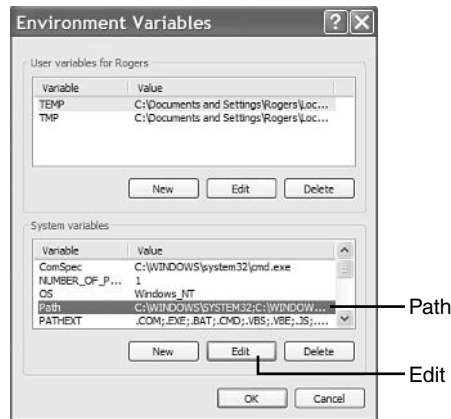 Environment Variables
User variables for Rogers
Variable Value
TEMP C:\Documents and Settings\Rogers\Loc...
TMP C:\Documents and Settings\Rogers\Loc...
New Edit Delete
System variables
Variable Value
ComSpec C:\WINDOWS\system32\cmd.exe
NUMBER_OF_P... 1
OS Windows_NT
Path C:\WINDOWS\SYSTEM32;C:\WINDOW...
PATHEXT .COM;.EXE;.BAT;.CMD;.VBS;.VBE;.JS;....
Path
New Edit Delete
Edit
OK Cancel